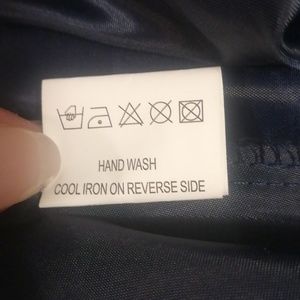 HAND WASH
COOL IRON ON REVERSE SIDE